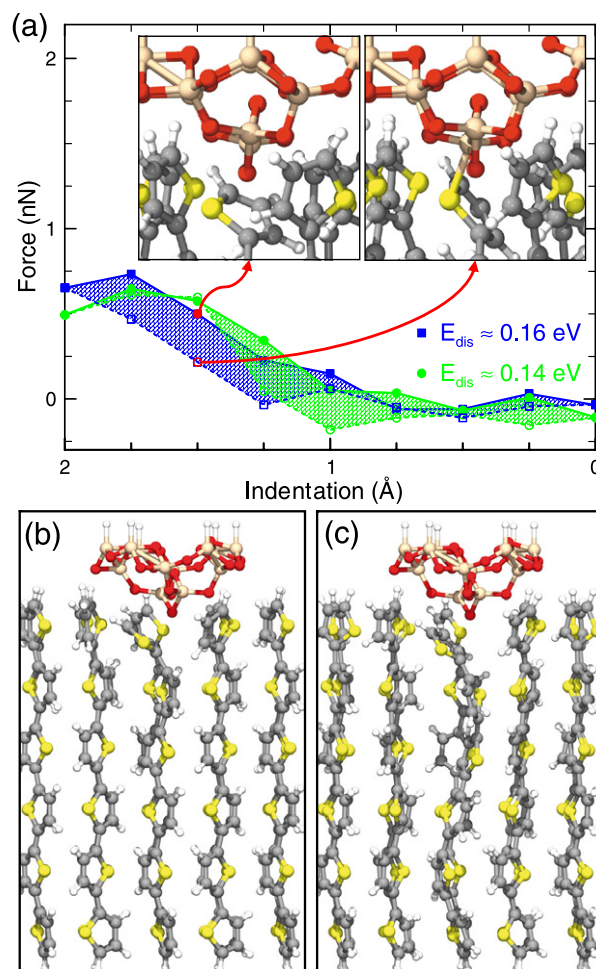 (a)
2
1
0
Force (nN)
E_dis ≈ 0.16 eV
E_dis ≈ 0.14 eV
2 1 0
Indentation (Å)
(b) (c)